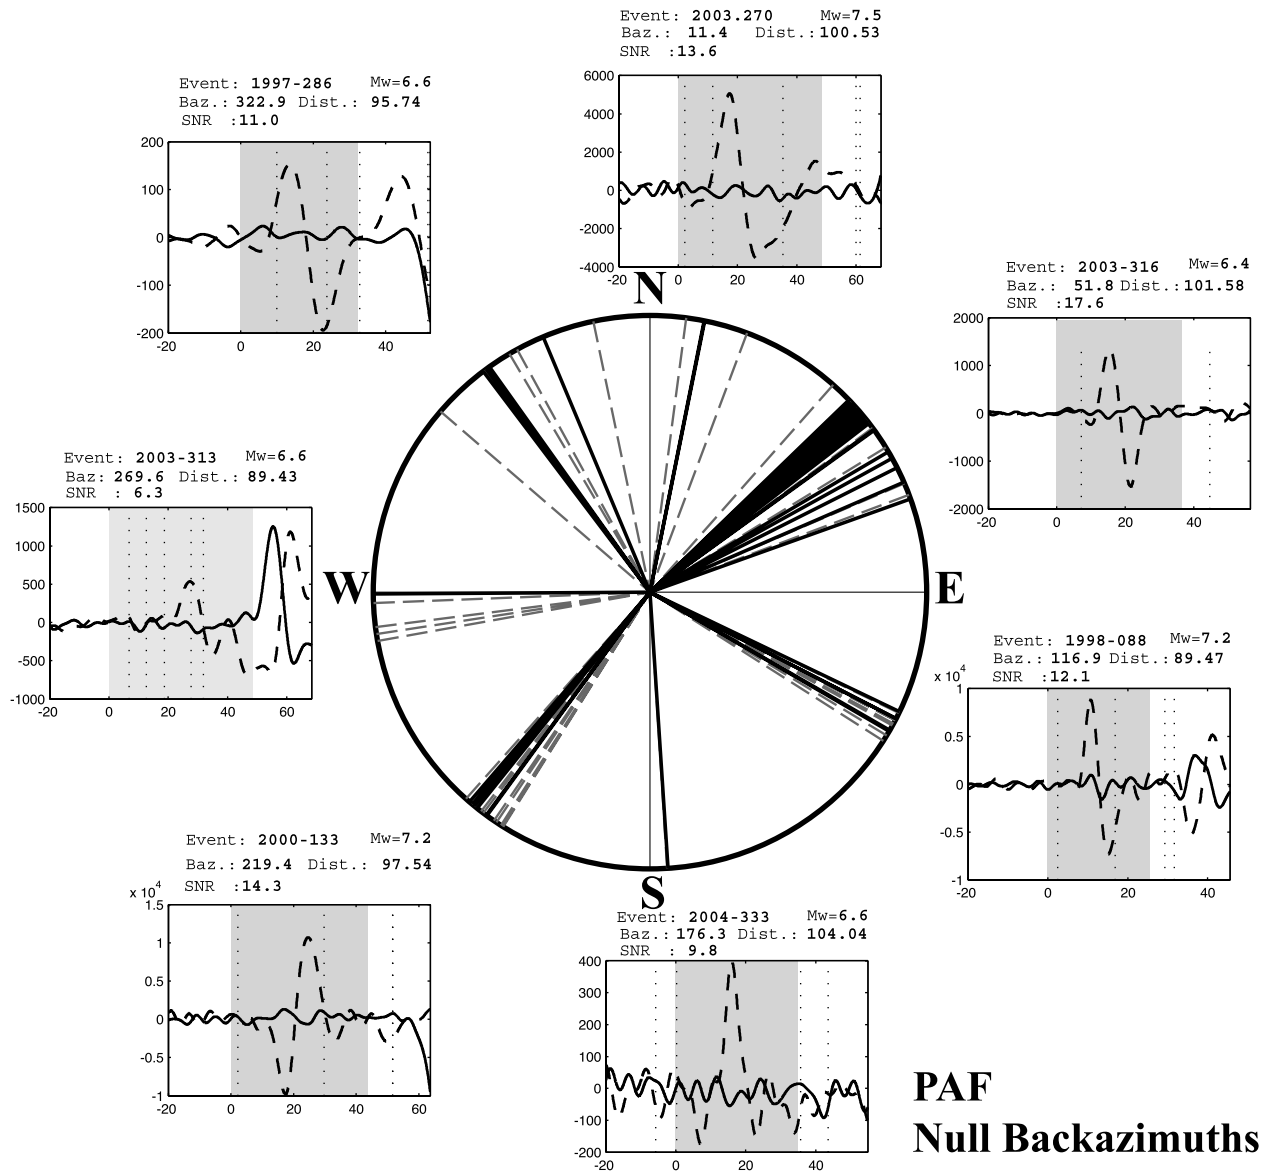 Event: 2003.270 Mw=7.5
Baz.: 11.4 Dist.:100.53
SNR :13.6
6000
4000
2000
0
-2000
-4000
-20 0 20 40 60
Event: 1997-286 Mw=6.6
Baz.:322.9 Dist.: 95.74
SNR :11.0
200
100
0
-100
-200
-20 0 20 40
Event: 2003-316 Mw=6.4
Baz.: 51.8 Dist.:101.58
SNR :17.6
2000
1000
0
-1000
-2000
-20 0 20 40
N
Event: 2003-313 Mw=6.6
Baz:269.6 Dist.:89.43
SNR : 6.3
1500
1000
500
0
-500
-1000
-20 0 20 40 60
W
E
Event: 1998-088 Mw=7.2
Baz.:116.9 Dist.:89.47
SNR :12.1
x 10^4
1
0.5
0
-0.5
-1
-20 0 20 40
Event: 2000-133 Mw=7.2
Baz.:219.4 Dist.: 97.54
SNR :14.3
x 10^4
1.5
1
0.5
0
-0.5
-1
-20 0 20 40 60
S
Event: 2004-333 Mw=6.6
Baz.:176.3 Dist.:104.04
SNR : 9.8
400
300
200
100
0
-100
-200
-20 0 20 40
PAF
Null Backazimuths